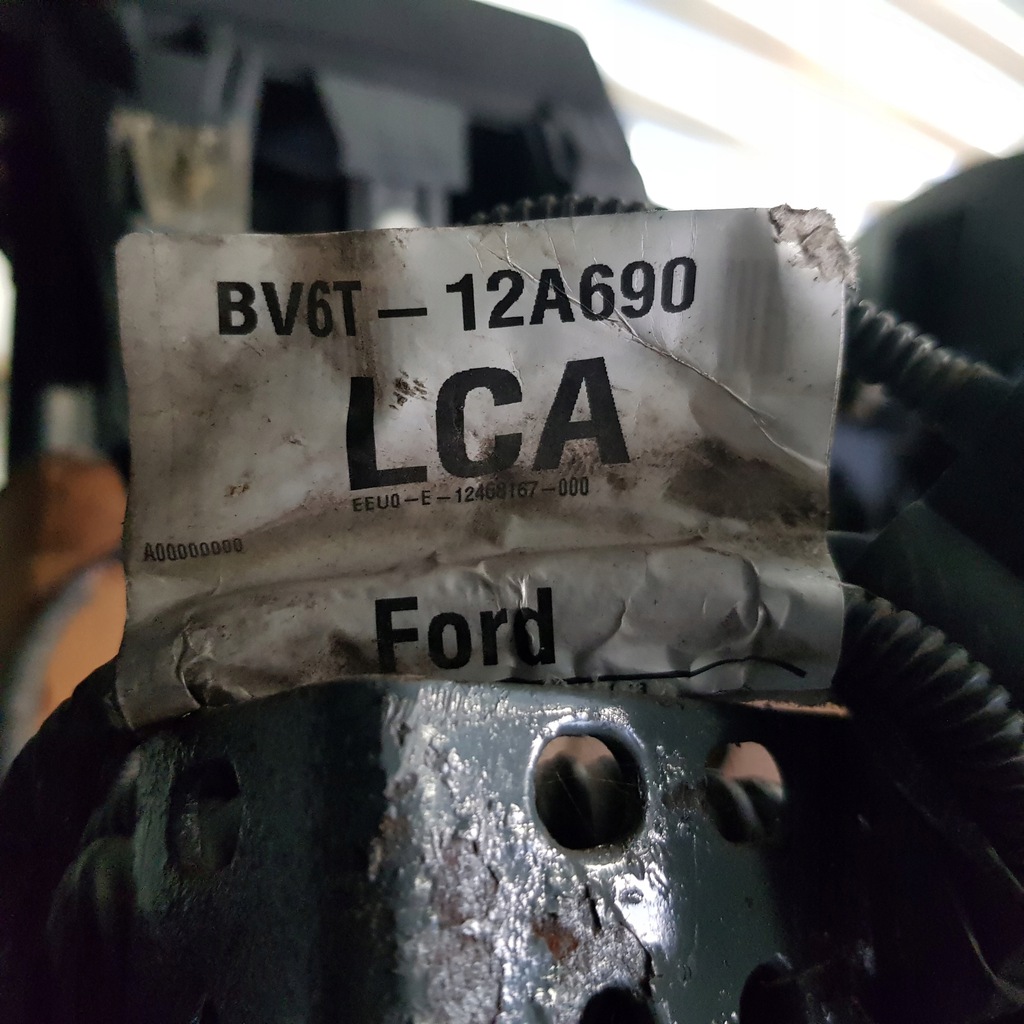 BV6T-12A690
LCA
EEU0-E-12468167-000
A00000000
Ford